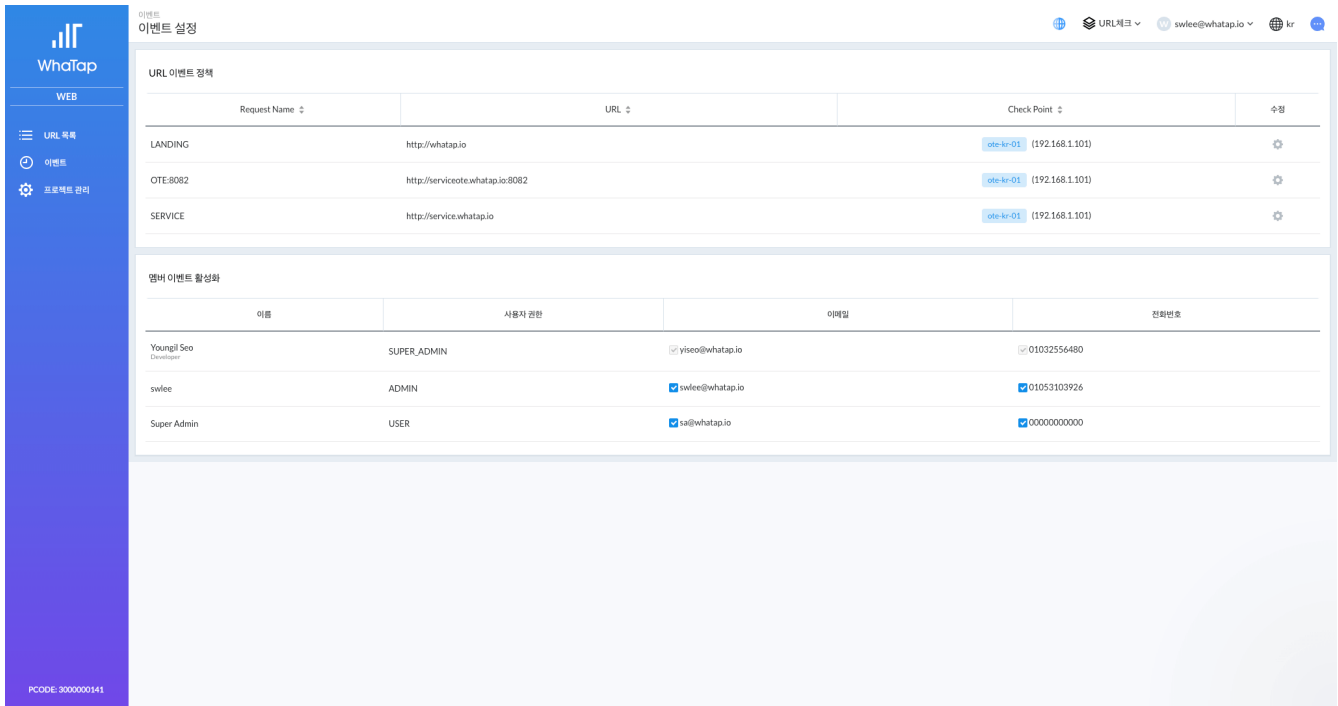 WhaTap
WEB
URL 목록
이벤트
프로젝트 관리
PCODE: 3000000141
이벤트
이벤트 설정
URL체크
W swlee@whatap.io
kr
URL 이벤트 정책
Request Name URL Check Point 수정
LANDING http://whatap.io ote-kr-01 (192.168.1.101)
OTE:8082 http://serviceote.whatap.io:8082 ote-kr-01 (192.168.1.101)
SERVICE http://service.whatap.io ote-kr-01 (192.168.1.101)
멤버 이벤트 활성화
이름 사용자 권한 이메일 전화번호
Youngil Seo SUPER_ADMIN yiseo@whatap.io 01032556480
Developer
swlee ADMIN swlee@whatap.io 01053103926
Super Admin USER sa@whatap.io 00000000000